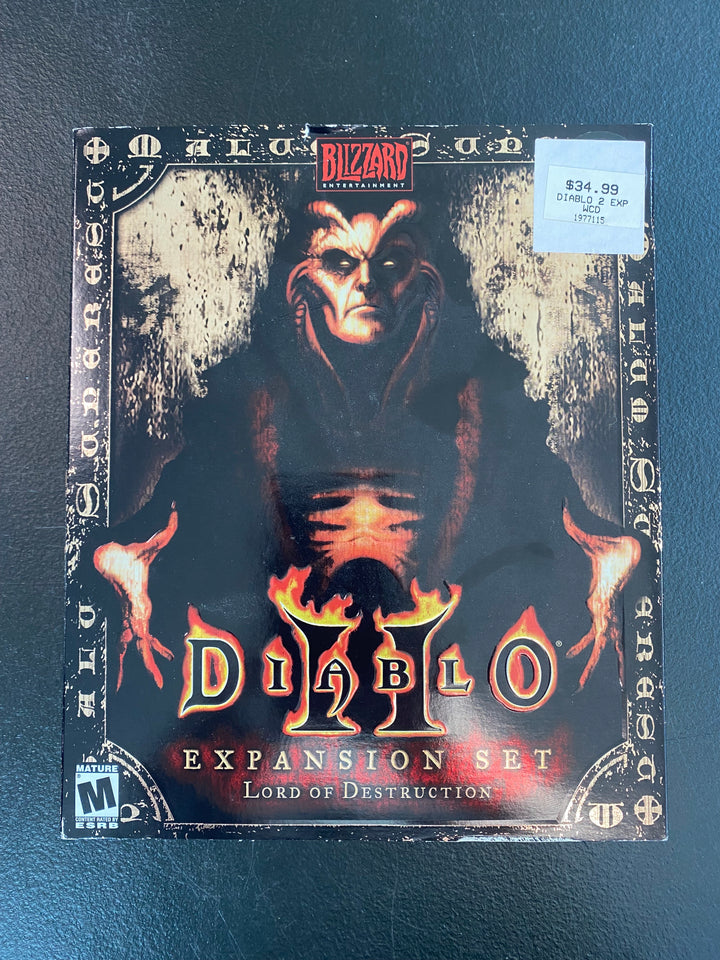 BLIZZARD
ENTERTAINMENT
$34.99
DIABLO 2 EXP
WCD
1977115
DIABLO
II
®
EXPANSION SET
LORD OF DESTRUCTION
MATURE
M
®
CONTENT RATED BY
ESRB